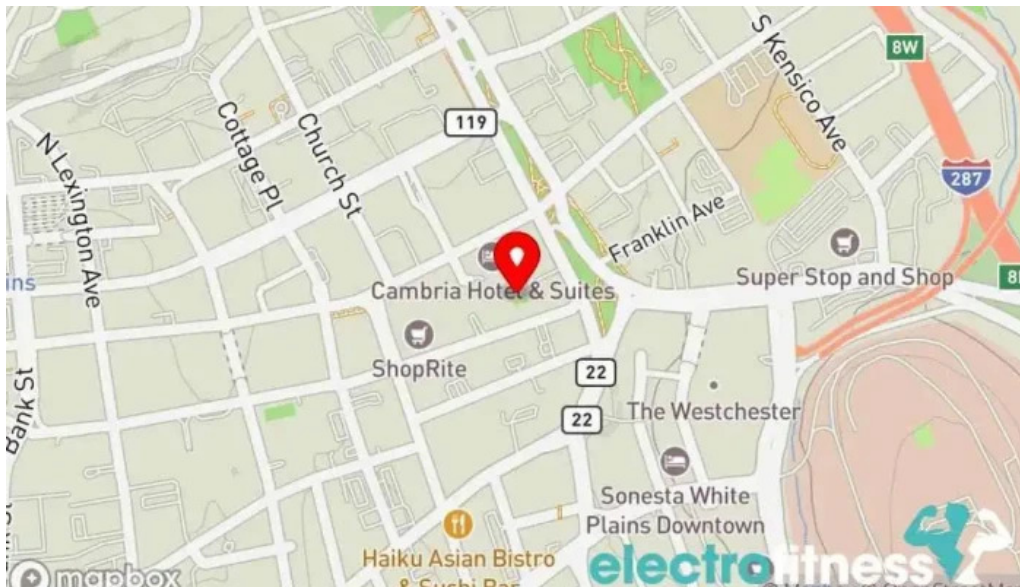 S Kensico Ave
8W
119
Cottage Pl
Church St
N Lexington Ave
287
Franklin Ave
ins
Super Stop and Shop
Cambria Hotel & Suites
ShopRite
22
Bank St
22
The Westchester
Sonesta White
Plains Downtown
Haiku Asian Bistro
& Sushi Bar
electrofitness
mapbox